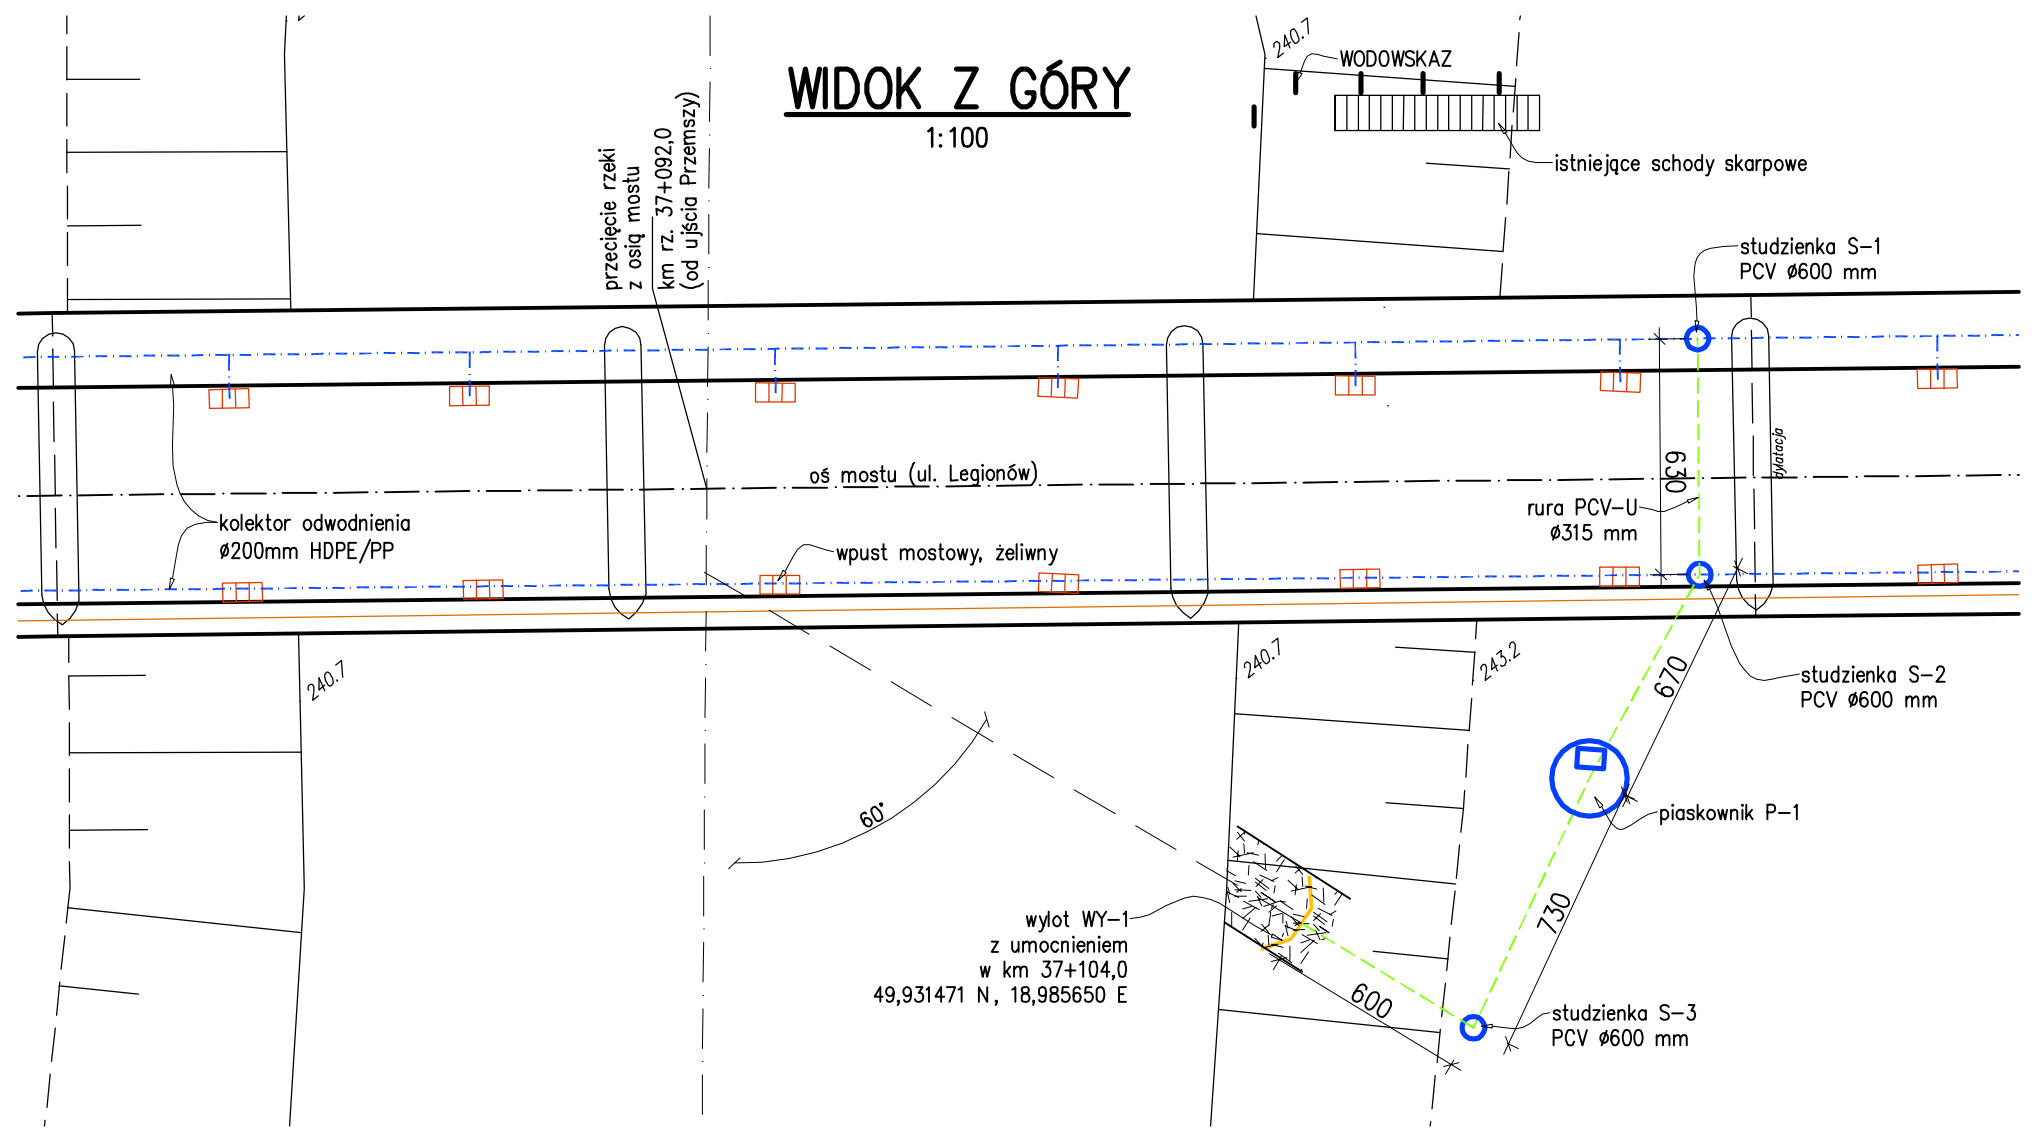 WIDOK Z GÓRY
1:100
240.7
WODOWSKAZ
istniejące schody skarpowe
przecięcie rzeki
z osią mostu
km rz. 37+092,0
(od ujścia Przemszy)
studzienka S-1
PCV Ø600 mm
oś mostu (ul. Legionów)
630
dylatacja
rura PCV-U
Ø315 mm
kolektor odwodnienia
Ø200mm HDPE/PP
wpust mostowy, żeliwny
240.7
240.7
243.2
670
studzienka S-2
PCV Ø600 mm
60°
piaskownik P-1
730
wylot WY-1
z umocnieniem
w km 37+104,0
49,931471 N, 18,985650 E
600
studzienka S-3
PCV Ø600 mm